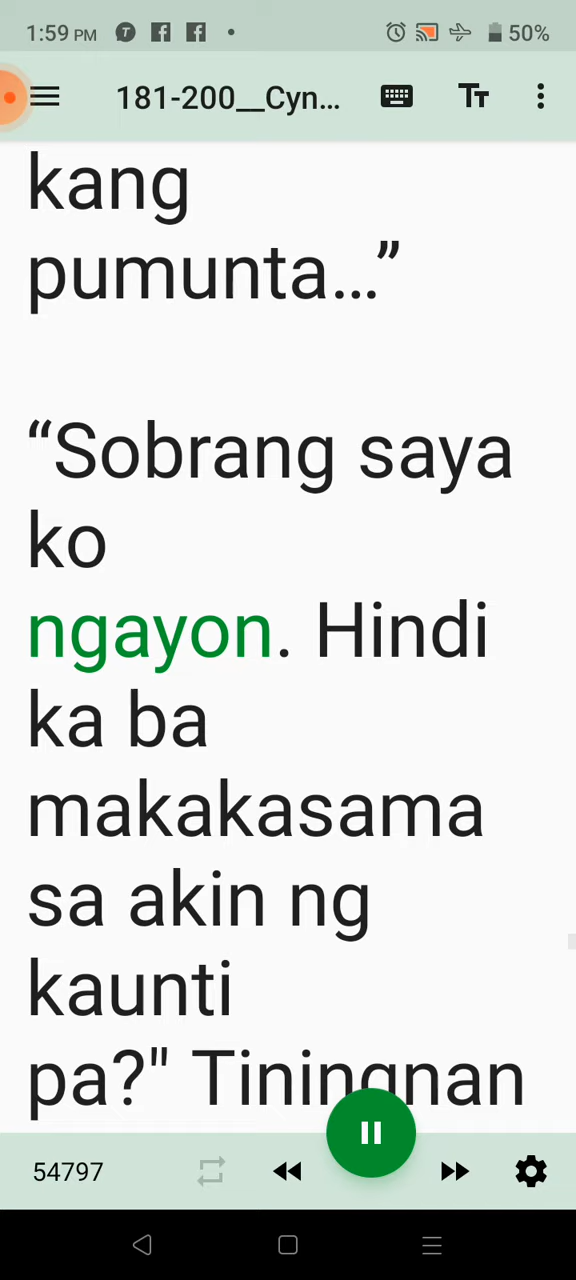 1:59 PM
50%
181-200__Cyn...
kang
pumunta...”
“Sobrang saya
ko
ngayon. Hindi
ka ba
makakasama
sa akin ng
kaunti
pa?" Tiningnan
54797